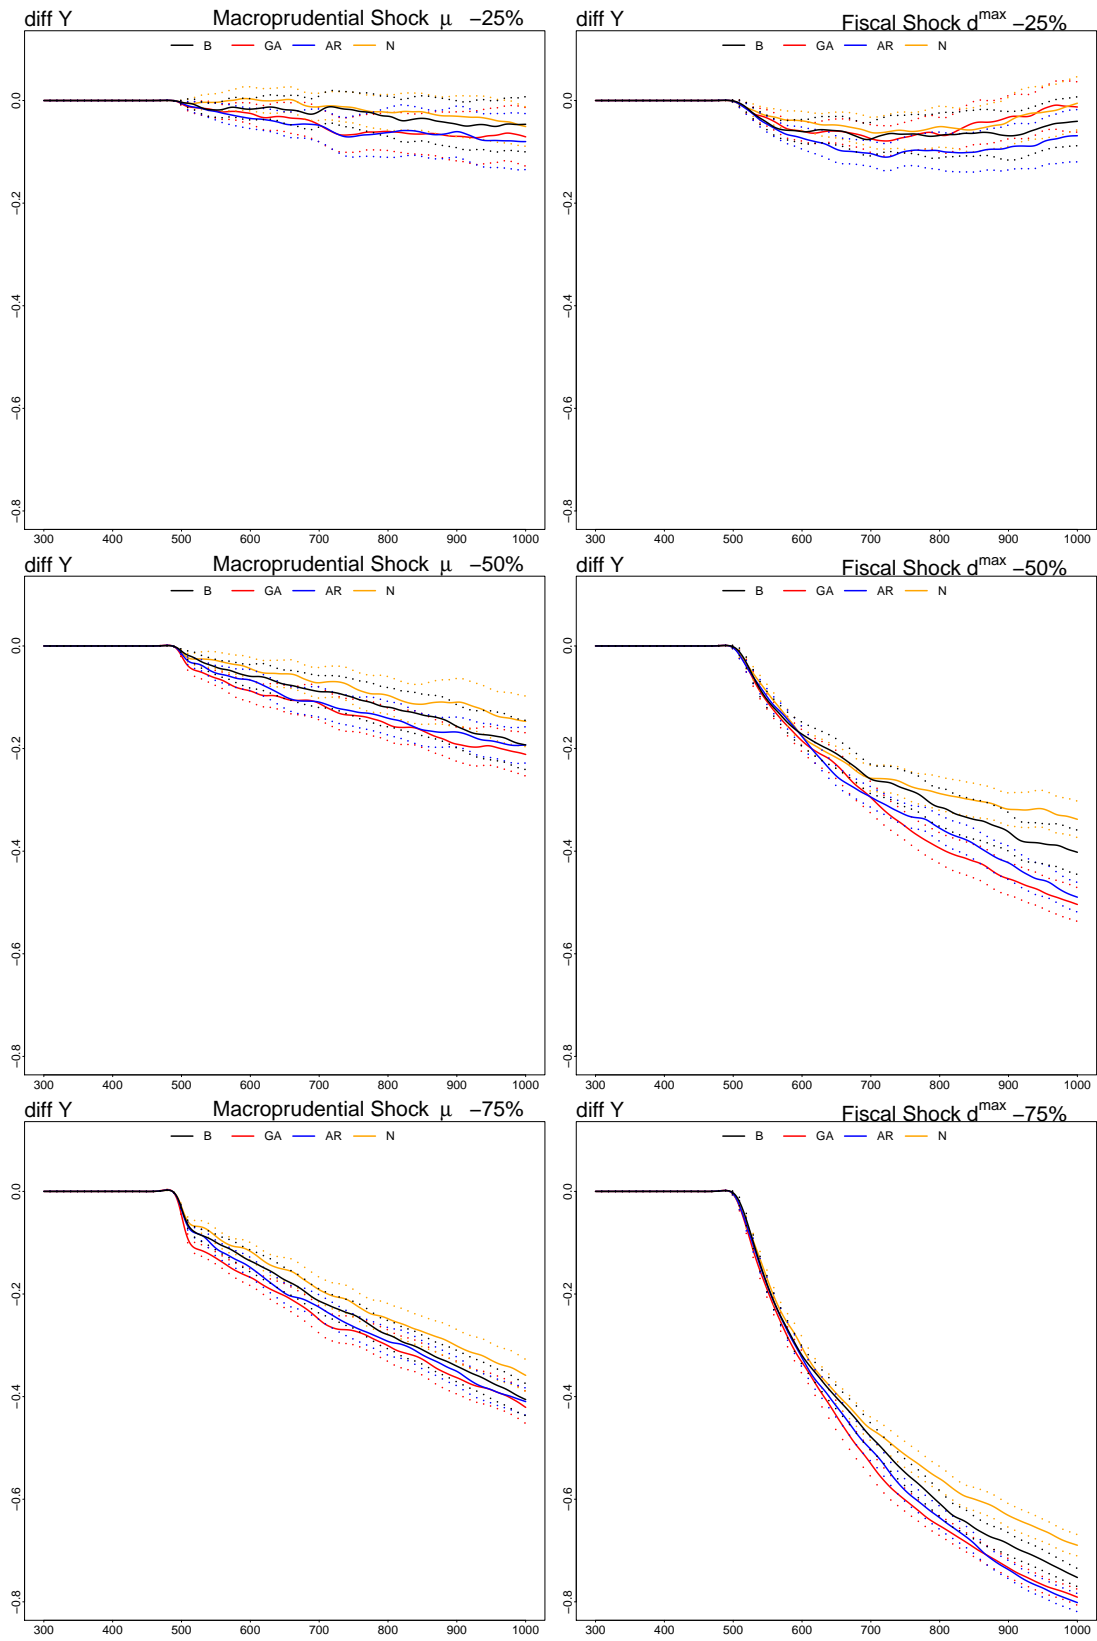 diff Y Macroprudential Shock μ −25%
B GA AR N
0.0
−0.2
−0.4
−0.6
−0.8
300 400 500 600 700 800 900 1000
diff Y Fiscal Shock d^max −25%
B GA AR N
0.0
−0.2
−0.4
−0.6
−0.8
300 400 500 600 700 800 900 1000
diff Y Macroprudential Shock μ −50%
B GA AR N
0.0
−0.2
−0.4
−0.6
−0.8
300 400 500 600 700 800 900 1000
diff Y Fiscal Shock d^max −50%
B GA AR N
0.0
−0.2
−0.4
−0.6
−0.8
300 400 500 600 700 800 900 1000
diff Y Macroprudential Shock μ −75%
B GA AR N
0.0
−0.2
−0.4
−0.6
−0.8
300 400 500 600 700 800 900 1000
diff Y Fiscal Shock d^max −75%
B GA AR N
0.0
−0.2
−0.4
−0.6
−0.8
300 400 500 600 700 800 900 1000